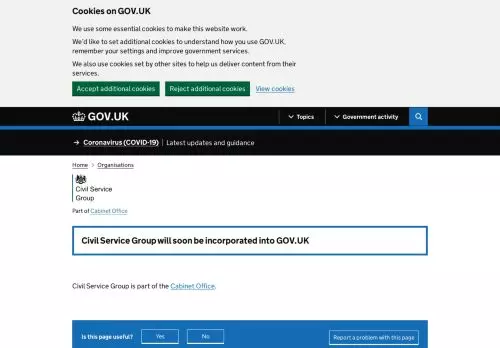 Cookies on GOV.UK
We use some essential cookies to make this website work.
We'd like to set additional cookies to understand how you use GOV.UK,
remember your settings and improve government services.
We also use cookies set by other sites to help us deliver content from their
services.
Accept additional cookies Reject additional cookies View cookies
GOV.UK Topics Government activity
→ Coronavirus (COVID-19) Latest updates and guidance
Home > Organisations
Civil Service
Group
Part of Cabinet Office
Civil Service Group will soon be incorporated into GOV.UK
Civil Service Group is part of the Cabinet Office.
Is this page useful? Yes No Report a problem with this page